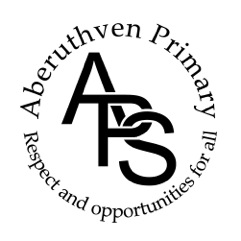 Aberuthven Primary
APS
Respect and opportunities for all